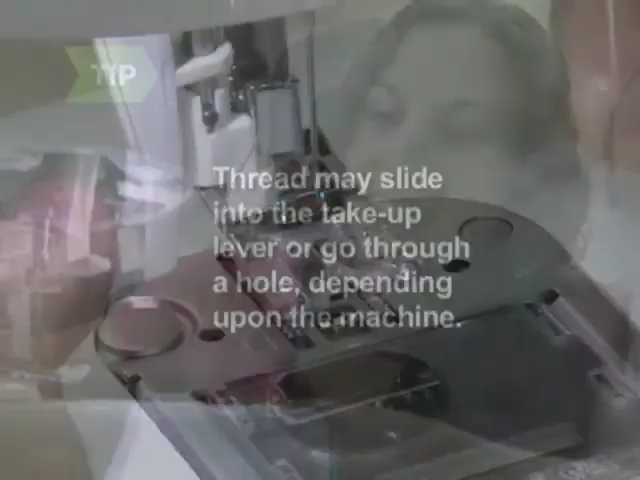 TIP
Thread may slide
into the take-up
lever or go through
a hole, depending
upon the machine.